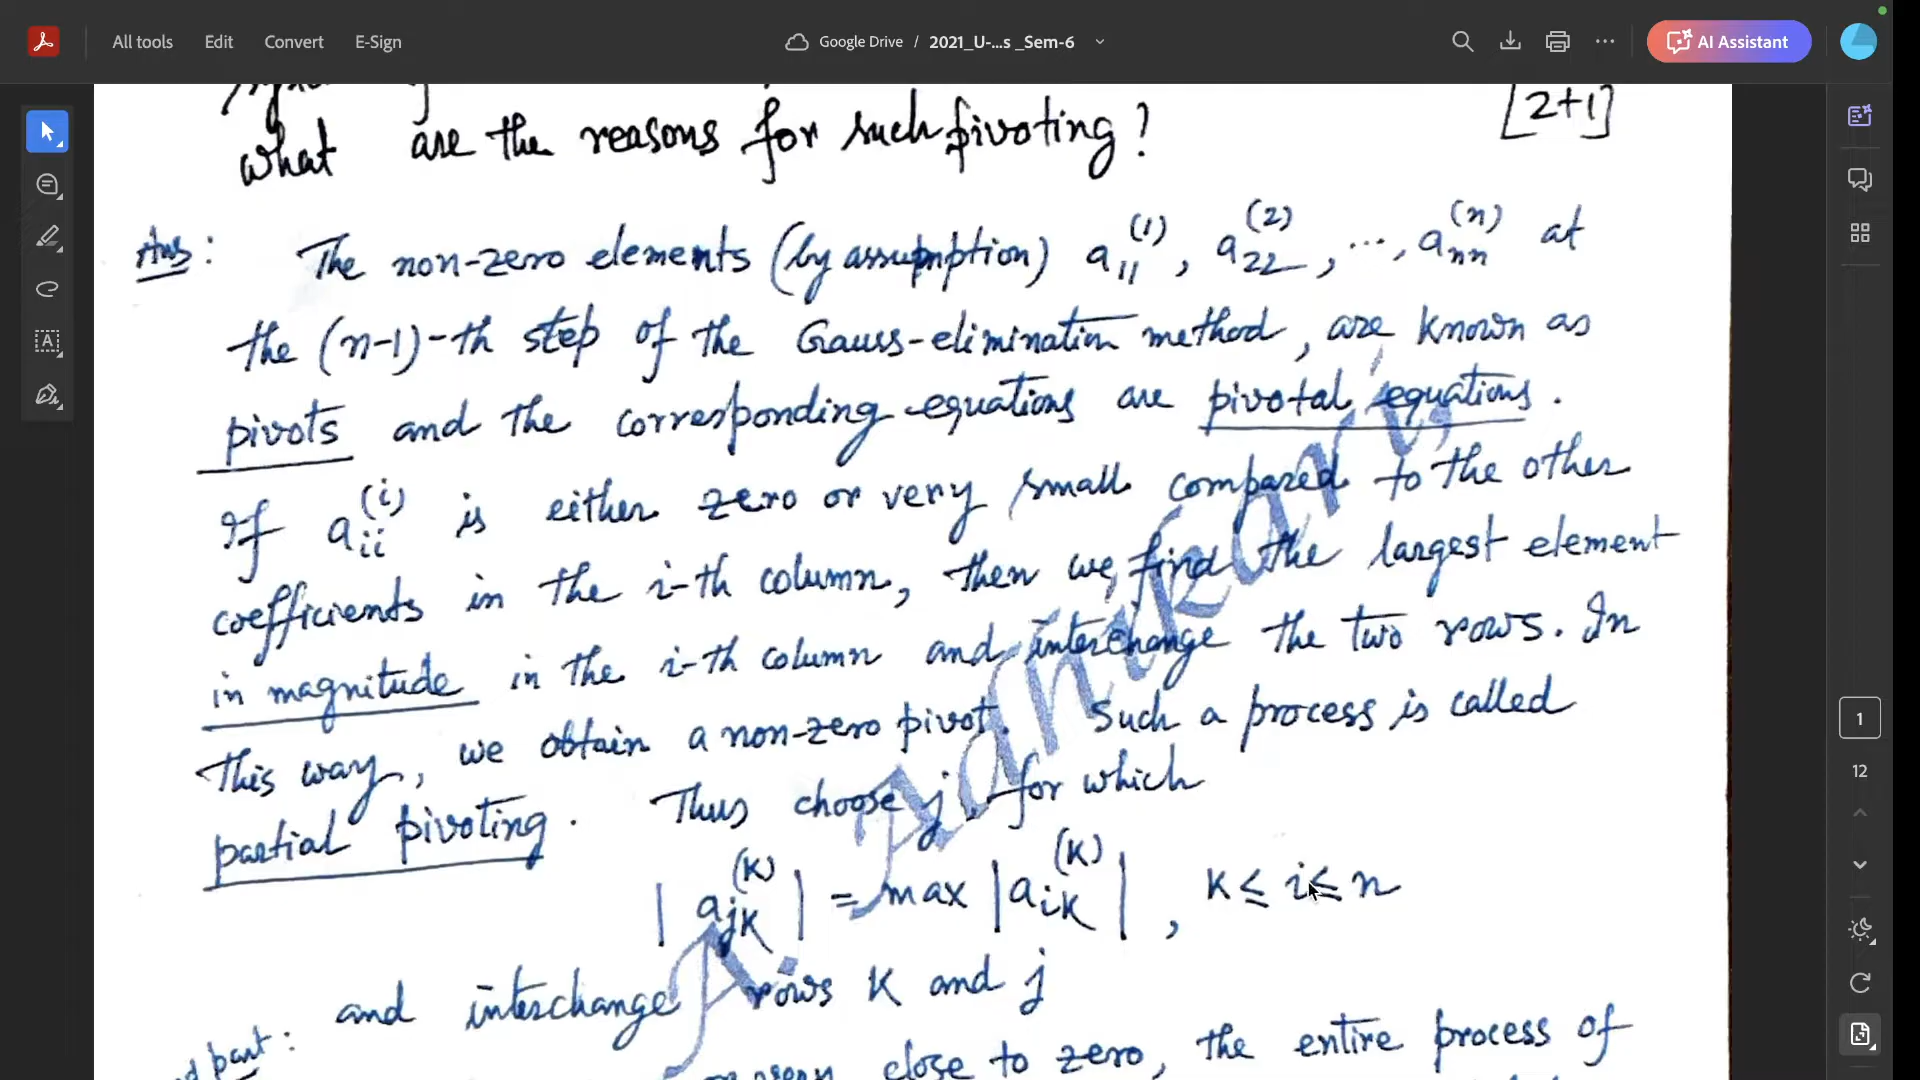 All tools Edit Convert E-Sign Google Drive / 2021_U-...s _Sem-6 AI Assistant
what are the reasons for such pivoting? [2+1]
Ans: The non-zero elements (by assumption) a₁₁⁽¹⁾, a₂₂⁽²⁾, ..., aₙₙ⁽ⁿ⁾ at
the (n-1)-th step of the Gauss-elimination method, are known as
pivots and the corresponding equations are pivotal equations.
If aᵢᵢ⁽ⁱ⁾ is either zero or very small compared to the other
coefficients in the i-th column, then we find the largest element
in magnitude in the i-th column and interchange the two rows. In
this way, we obtain a non-zero pivot. Such a process is called
partial pivoting. Thus choose j, for which
|a_jk^(k)| = max |a_ik^(k)|, k ≤ i ≤ n
and interchange rows k and j
part: close to zero, the entire process of
1
12